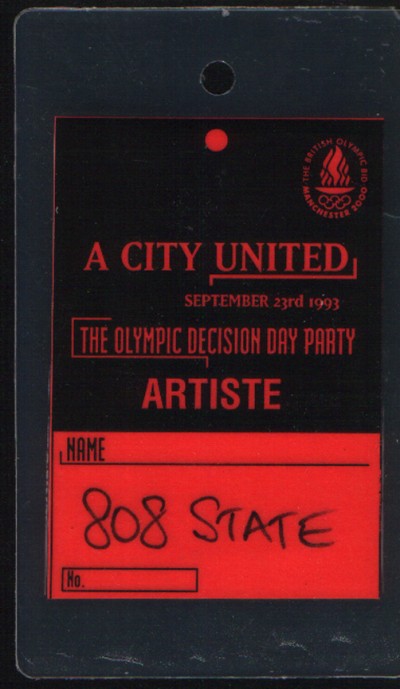 THE BRITISH OLYMPIC BID
MANCHESTER 2000
A CITY UNITED
SEPTEMBER 23rd 1993
THE OLYMPIC DECISION DAY PARTY
ARTISTE
NAME
808 STATE
No.